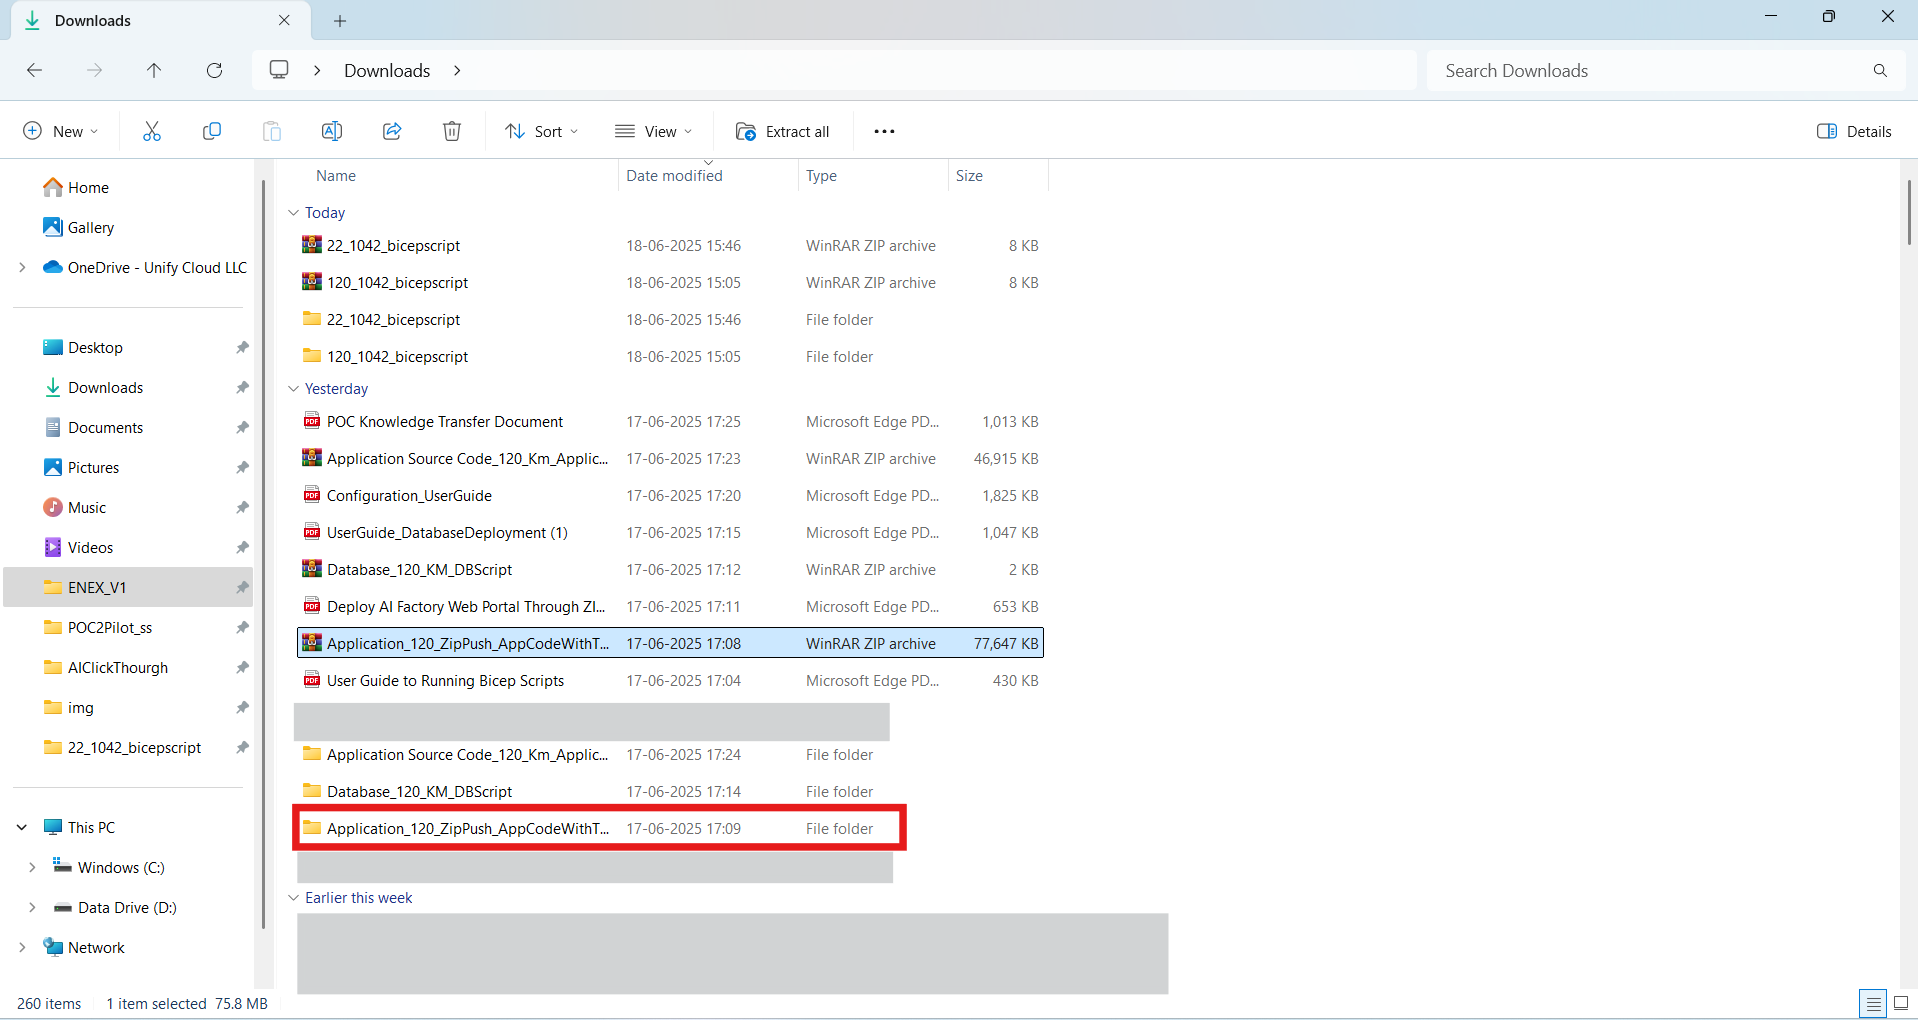 Downloads
Downloads
Search Downloads
New
Sort
View
Extract all
Details
Name Date modified Type Size
Home
Gallery
OneDrive - Unify Cloud LLC
Desktop
Downloads
Documents
Pictures
Music
Videos
ENEX_V1
POC2Pilot_ss
AIClickThourgh
img
22_1042_bicepscript
This PC
Windows (C:)
Data Drive (D:)
Network
Today
22_1042_bicepscript 18-06-2025 15:46 WinRAR ZIP archive 8 KB
120_1042_bicepscript 18-06-2025 15:05 WinRAR ZIP archive 8 KB
22_1042_bicepscript 18-06-2025 15:46 File folder
120_1042_bicepscript 18-06-2025 15:05 File folder
Yesterday
POC Knowledge Transfer Document 17-06-2025 17:25 Microsoft Edge PD... 1,013 KB
Application Source Code_120_Km_Applic... 17-06-2025 17:23 WinRAR ZIP archive 46,915 KB
Configuration_UserGuide 17-06-2025 17:20 Microsoft Edge PD... 1,825 KB
UserGuide_DatabaseDeployment (1) 17-06-2025 17:15 Microsoft Edge PD... 1,047 KB
Database_120_KM_DBScript 17-06-2025 17:12 WinRAR ZIP archive 2 KB
Deploy AI Factory Web Portal Through ZI... 17-06-2025 17:11 Microsoft Edge PD... 653 KB
Application_120_ZipPush_AppCodeWithT... 17-06-2025 17:08 WinRAR ZIP archive 77,647 KB
User Guide to Running Bicep Scripts 17-06-2025 17:04 Microsoft Edge PD... 430 KB
Application Source Code_120_Km_Applic... 17-06-2025 17:24 File folder
Database_120_KM_DBScript 17-06-2025 17:14 File folder
Application_120_ZipPush_AppCodeWithT... 17-06-2025 17:09 File folder
Earlier this week
260 items 1 item selected 75.8 MB